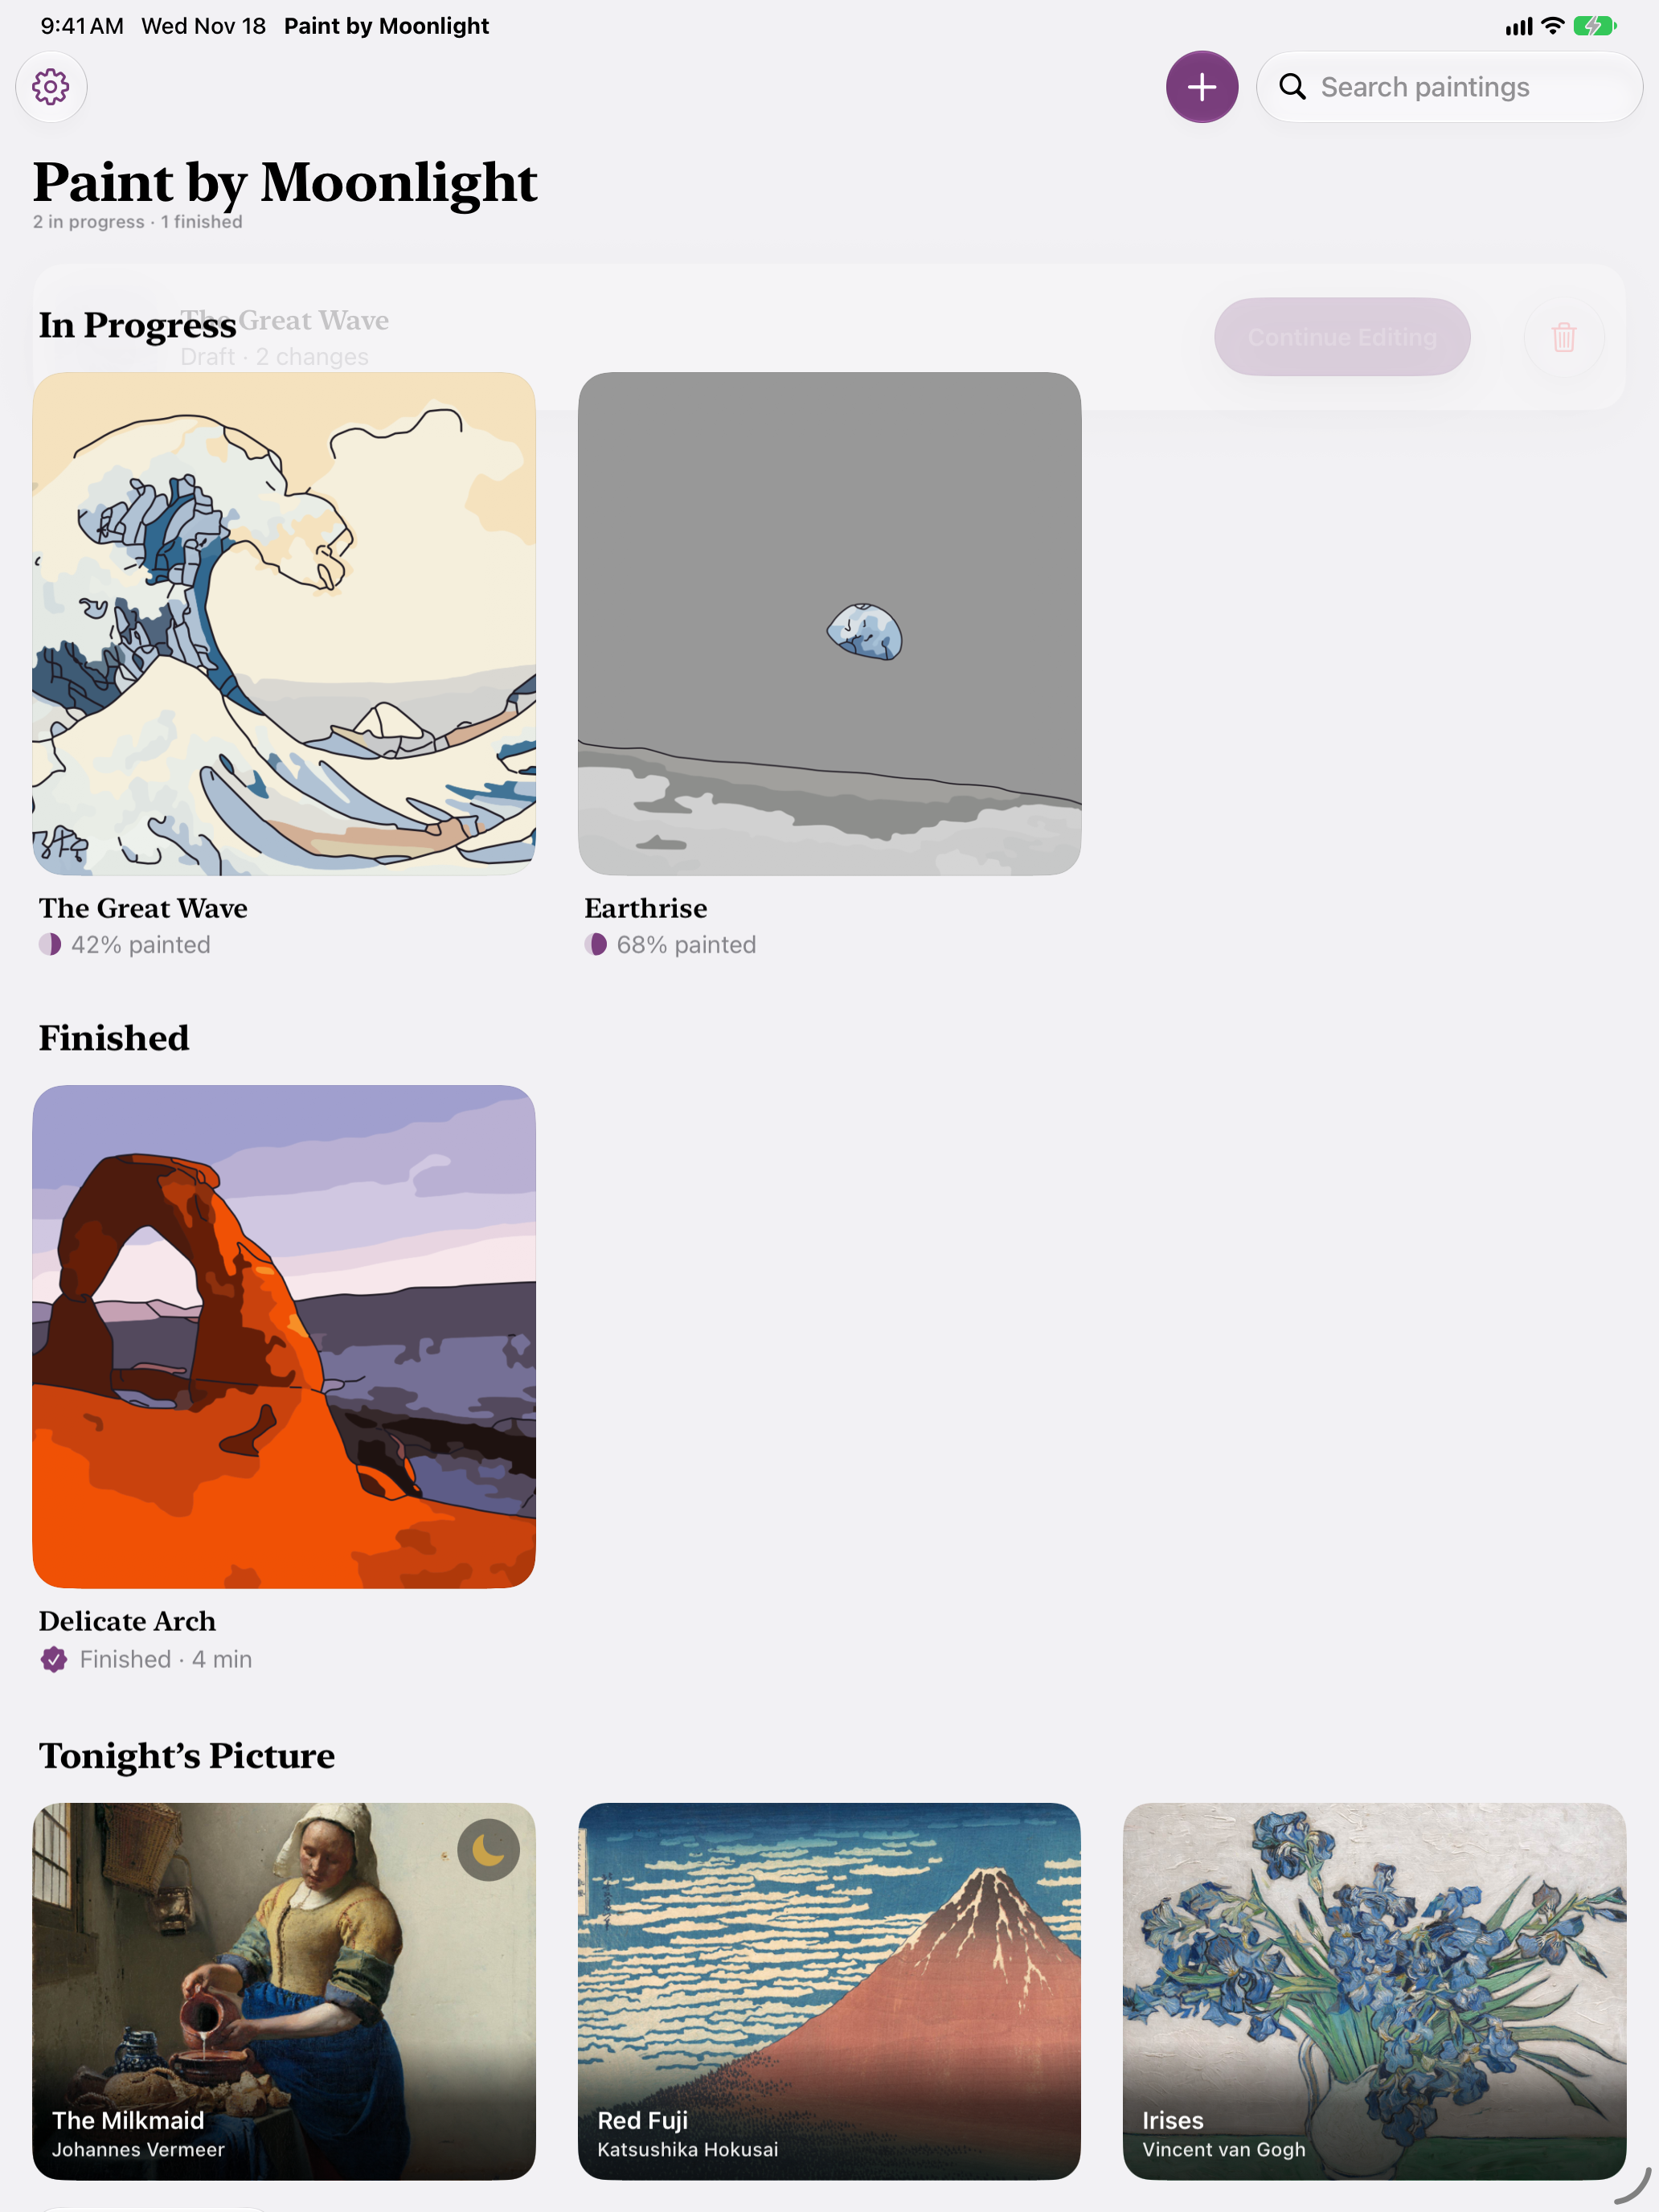 9:41 AM Wed Nov 18 Paint by Moonlight
Search paintings
Paint by Moonlight
2 in progress · 1 finished
In Progress
The Great Wave
Draft · 2 changes
Continue Editing
The Great Wave
42% painted
Earthrise
68% painted
Finished
Delicate Arch
Finished · 4 min
Tonight’s Picture
The Milkmaid
Johannes Vermeer
Red Fuji
Katsushika Hokusai
Irises
Vincent van Gogh